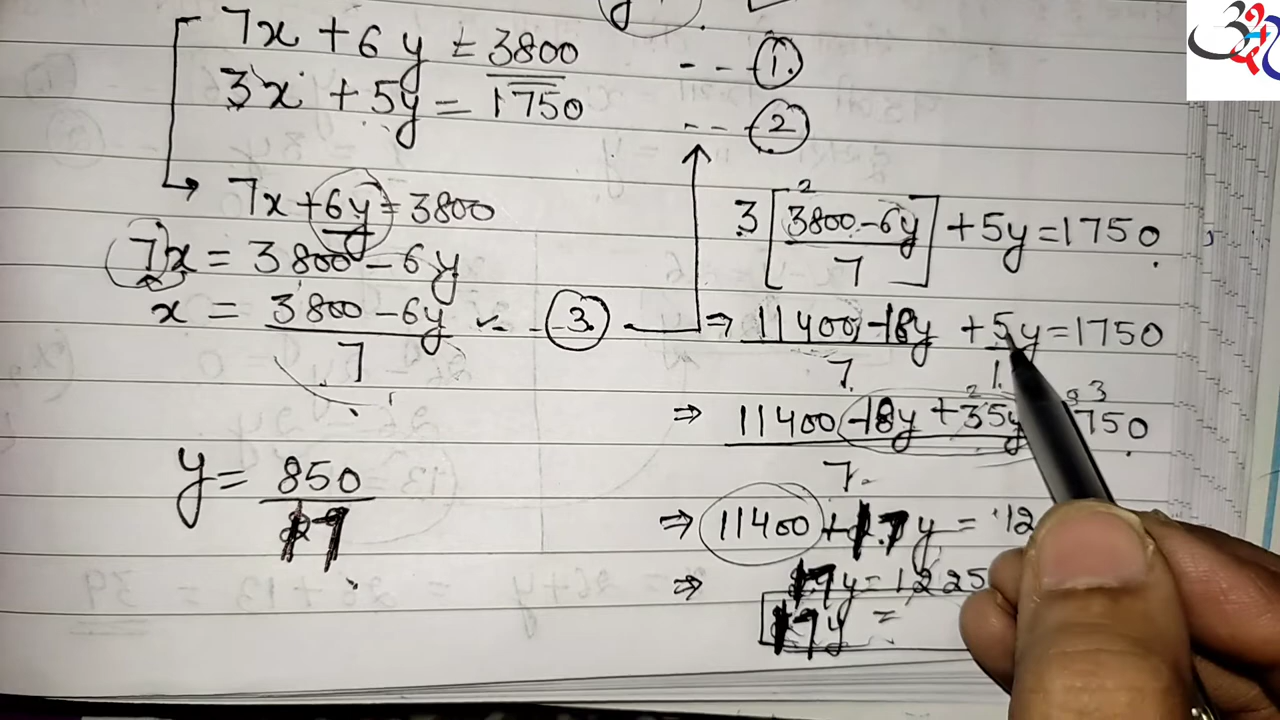 7x + 6y = 3800 --- ①
3x + 5y = 1750 --- ②
7x + 6y = 3800
7x = 3800 - 6y
x = 3800 - 6y / 7 --- ③
y = 850 / 17
3[3800 - 6y / 7] + 5y = 1750
⇒ 11400 - 18y / 7 + 5y / 1 = 1750
⇒ 11400 - 18y + 35y / 7 750
⇒ 11400 + 17y = 12
⇒ 17y = 1225
17y =